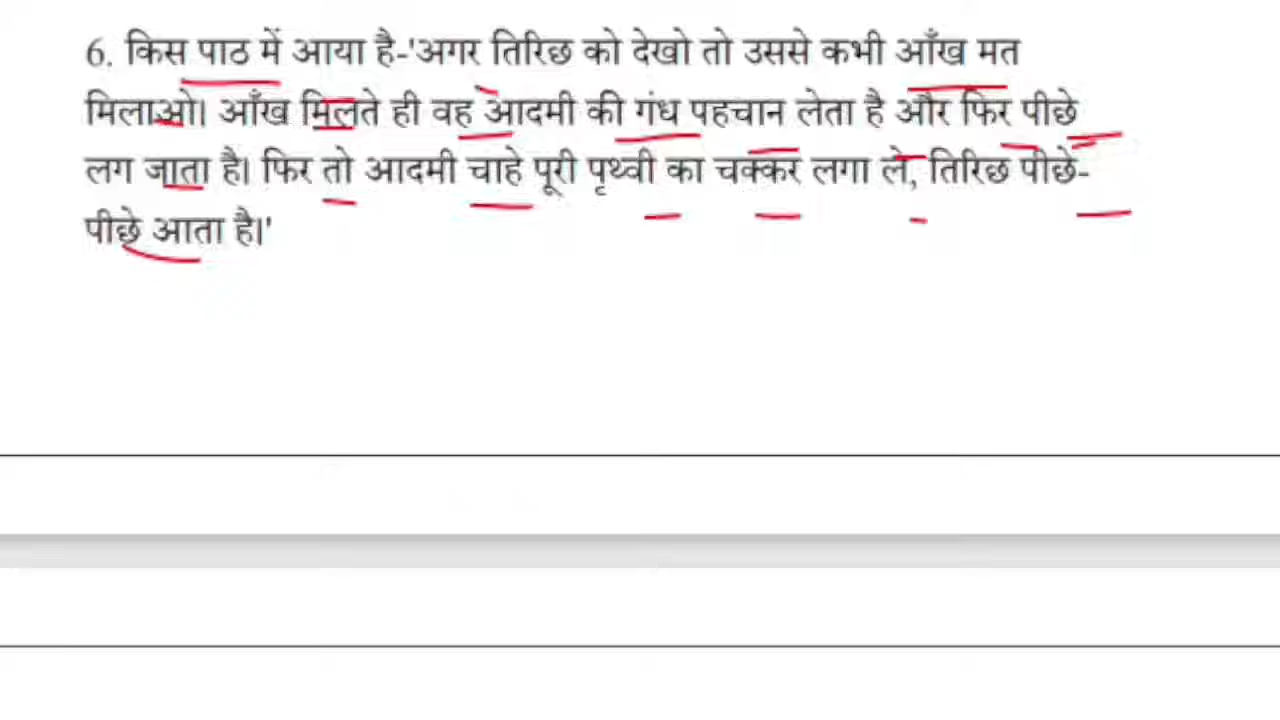 6. किस पाठ में आया है-'अगर तिरिछ को देखो तो उससे कभी आँख मत
मिलाओ। आँख मिलते ही वह आदमी की गंध पहचान लेता है और फिर पीछे
लग जाता है। फिर तो आदमी चाहे पूरी पृथ्वी का चक्कर लगा ले, तिरिछ पीछे-
पीछे आता है।'